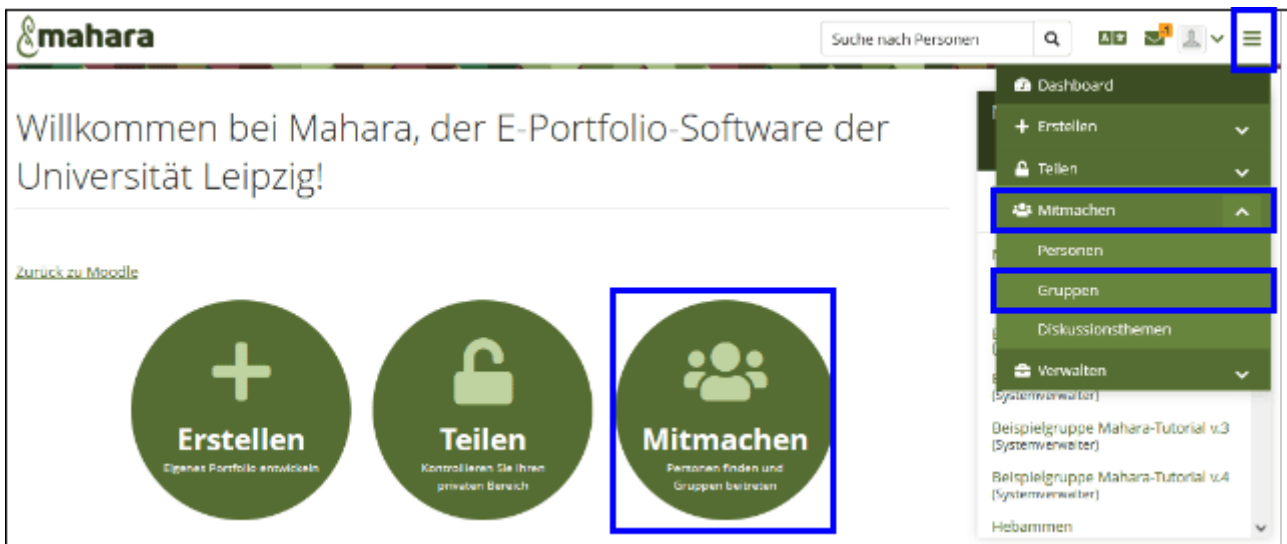 mahara
Suche nach Personen
1
Dashboard
Erstellen
Teilen
Mitmachen
Personen
Gruppen
Diskussionsthemen
Verwalten
Willkommen bei Mahara, der E-Portfolio-Software der
Universität Leipzig!
Zurück zu Moodle
Erstellen
Eigenes Portfolio entwickeln
Teilen
Kontrollieren Sie Ihren
privaten Bereich
Mitmachen
Personen finden und
Gruppen beitreten
(Systemverwalter)
Beispielgruppe Mahara-Tutorial v.3
(Systemverwalter)
Beispielgruppe Mahara-Tutorial v.4
(Systemverwalter)
Hebammen